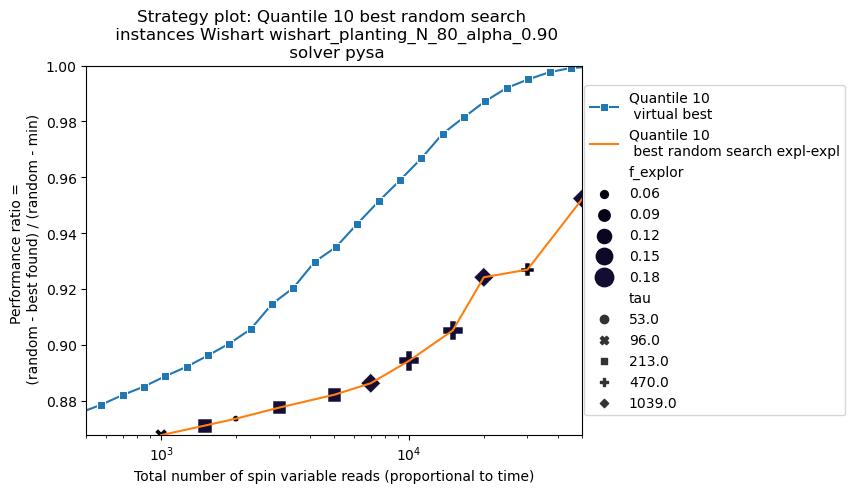 Strategy plot: Quantile 10 best random search
instances Wishart wishart_planting_N_80_alpha_0.90
solver pysa
Performance ratio =
(random - best found) / (random - min)
1.00
0.98
0.96
0.94
0.92
0.90
0.88
10^3
10^4
Total number of spin variable reads (proportional to time)
Quantile 10
virtual best
Quantile 10
best random search expl-expl
f_explor
0.06
0.09
0.12
0.15
0.18
tau
53.0
96.0
213.0
470.0
1039.0